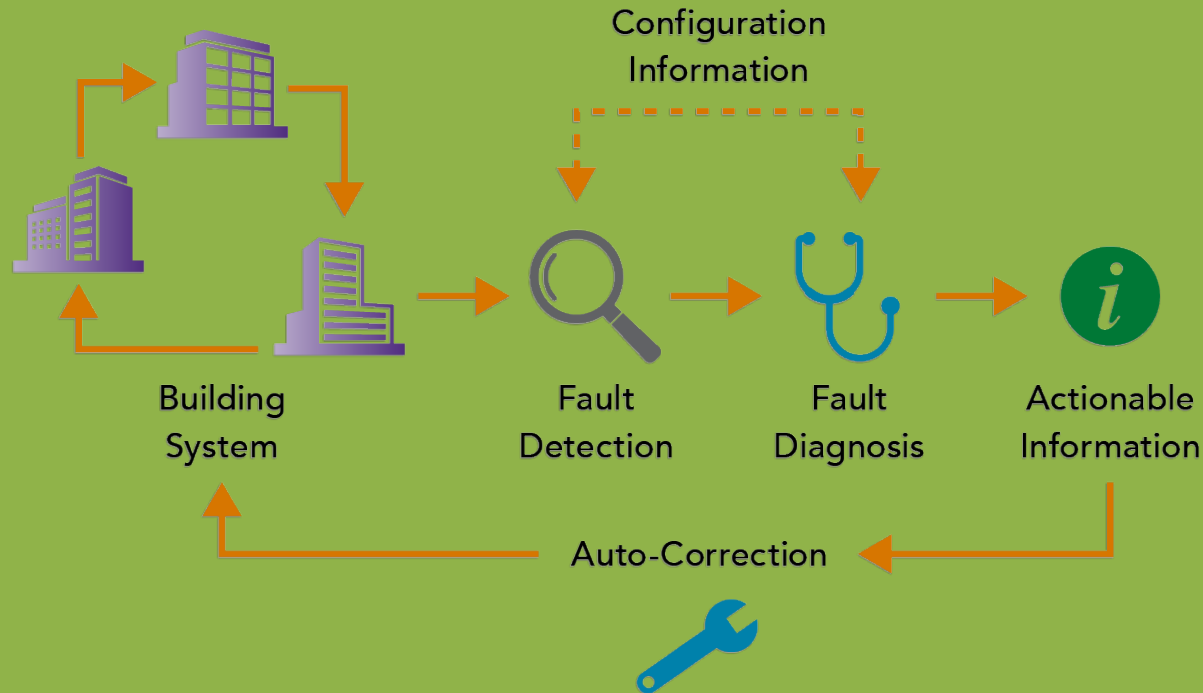 Configuration
Information
Building
System
Fault
Detection
Fault
Diagnosis
Actionable
Information
Auto-Correction